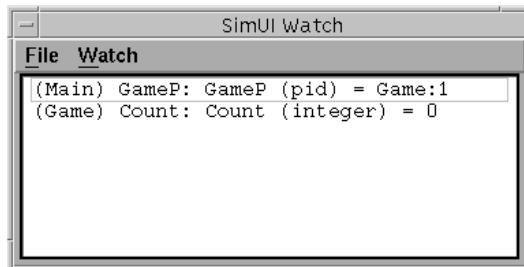 SimUI Watch
File Watch
(Main) GameP: GameP (pid) = Game:1
(Game) Count: Count (integer) = 0